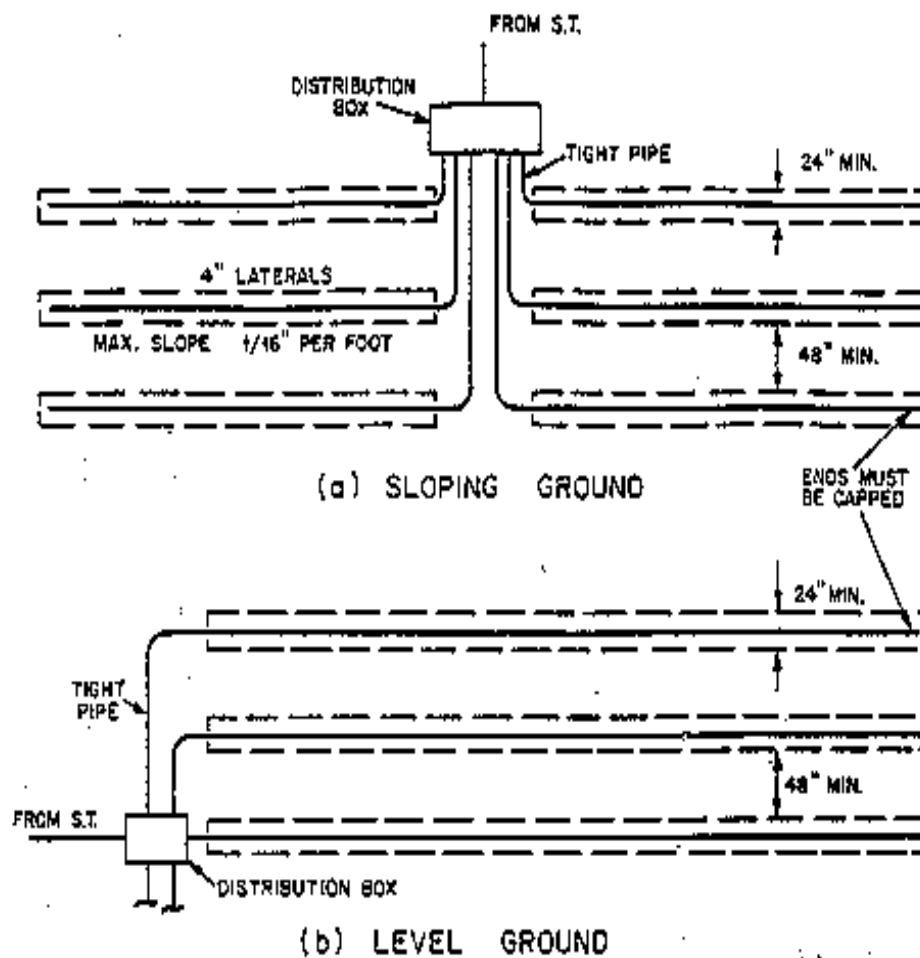 FROM S.T.
DISTRIBUTION
BOX
TIGHT PIPE
24" MIN.
4" LATERALS
MAX. SLOPE 1/16" PER FOOT
48" MIN.
(a) SLOPING GROUND
ENDS MUST
BE CAPPED
24" MIN.
TIGHT
PIPE
48" MIN.
FROM S.T.
DISTRIBUTION BOX
(b) LEVEL GROUND